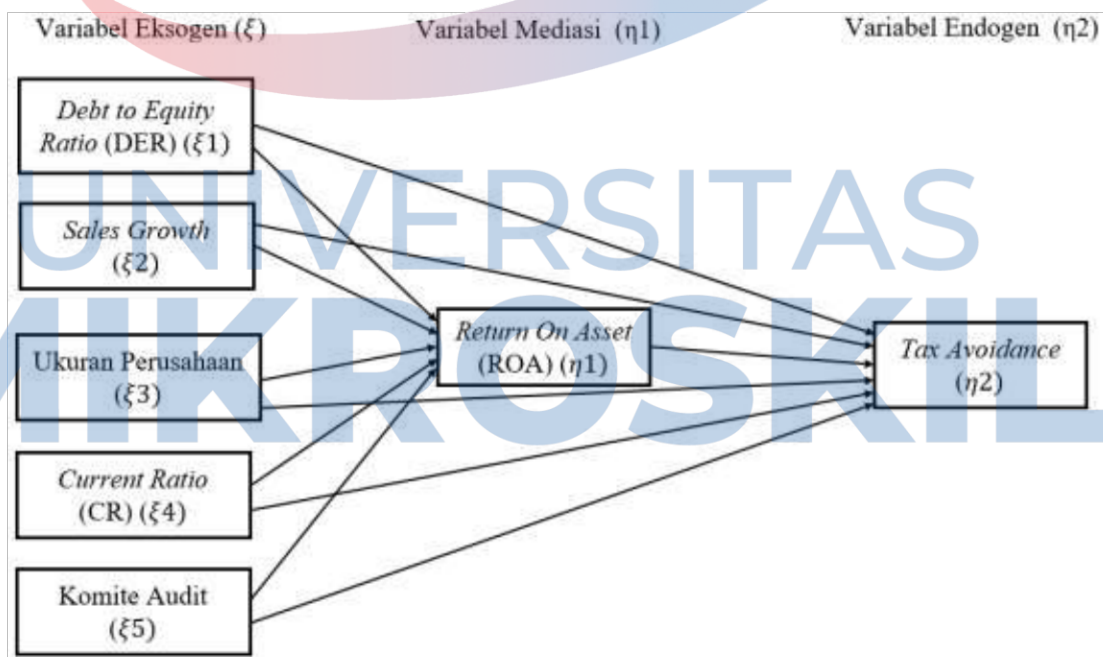 Variabel Eksogen (ξ)
Variabel Mediasi (η1)
Variabel Endogen (η2)
Debt to Equity
Ratio (DER) (ξ1)
Sales Growth
(ξ2)
Ukuran Perusahaan
(ξ3)
Current Ratio
(CR) (ξ4)
Komite Audit
(ξ5)
Return On Asset
(ROA) (η1)
Tax Avoidance
(η2)
UNIVERSITAS
MIKROSKIL